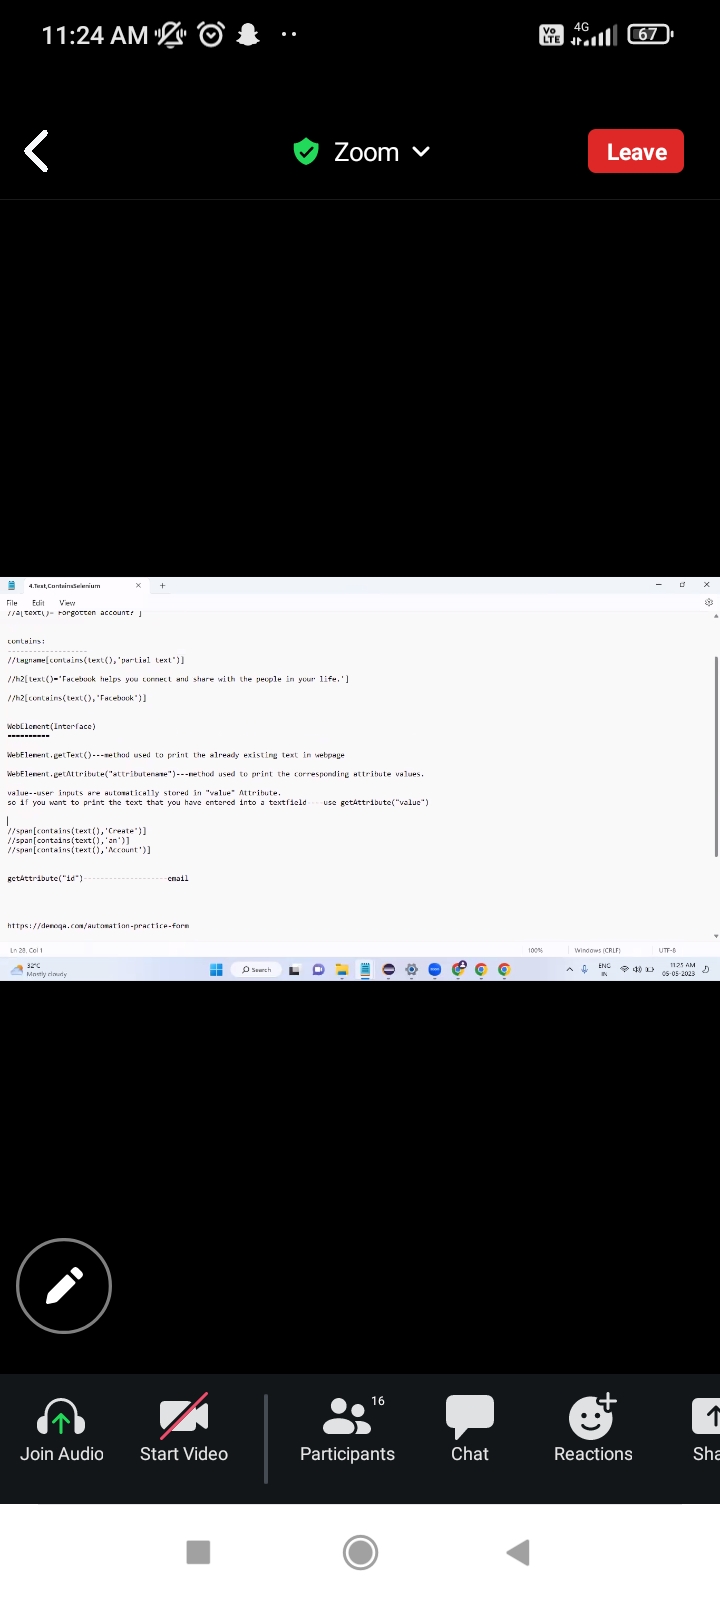 11:24 AM
Vo LTE 4G 67
Zoom
Leave
4.Text,ContainsSelenium
File Edit View
//a[text()='Forgotten account?']
contains:
-------------------
//tagname[contains(text(),'partial text')]
//h2[text()='Facebook helps you connect and share with the people in your life.']
//h2[contains(text(),'Facebook')]
WebElement(Interface)
==========
WebElement.getText()---method used to print the already existing text in webpage
WebElement.getAttribute("attributename")---method used to print the corresponding attribute values.
value--user inputs are automatically stored in "value" Attribute.
so if you want to print the text that you have entered into a textfield----use getAttribute("value")
//span[contains(text(),'Create')]
//span[contains(text(),'an')]
//span[contains(text(),'Account')]
getAttribute("id")--------------------email
https://demoqa.com/automation-practice-form
Ln 28, Col 1 100% Windows (CRLF) UTF-8
32°C
Mostly cloudy
Search
ENG
IN
11:25 AM
05-05-2023
16
Join Audio
Start Video
Participants
Chat
Reactions
Sha